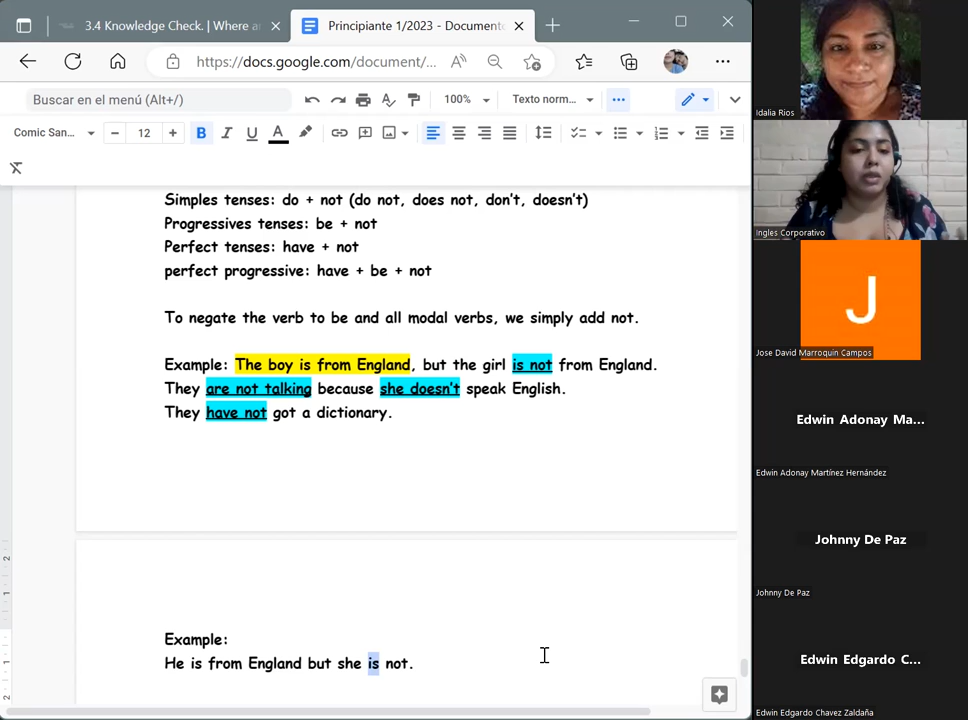 3.4 Knowledge Check. | Where a
Principiante 1/2023 - Documento
https://docs.google.com/document/...
Buscar en el menú (Alt+/)
100%
Texto norm...
Comic San...
12
B I U A
Simples tenses: do + not (do not, does not, don't, doesn't)
Progressives tenses: be + not
Perfect tenses: have + not
perfect progressive: have + be + not
To negate the verb to be and all modal verbs, we simply add not.
Example: The boy is from England, but the girl is not from England.
They are not talking because she doesn't speak English.
They have not got a dictionary.
Example:
He is from England but she is not.
2
1
1
2
Idalia Rios
Ingles Corporativo
J
Jose David Marroquin Campos
Edwin Adonay Ma...
Edwin Adonay Martínez Hernández
Johnny De Paz
Johnny De Paz
Edwin Edgardo C...
Edwin Edgardo Chavez Zaldaña